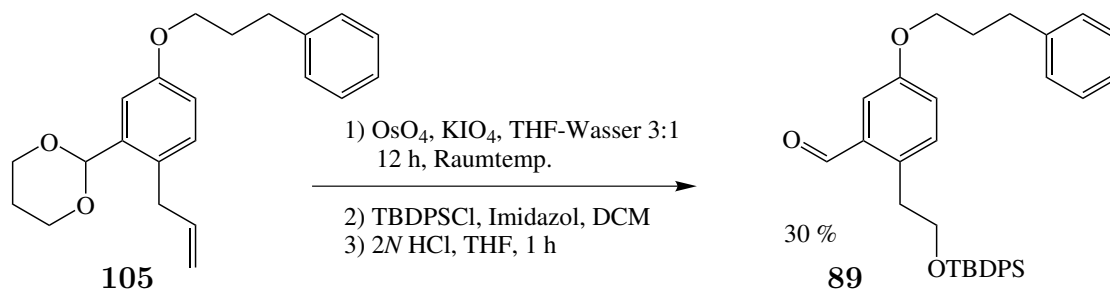 O
O
1) OsO₄, KIO₄, THF-Wasser 3:1
12 h, Raumtemp.
O
O
O
2) TBDPSCl, Imidazol, DCM
3) 2N HCl, THF, 1 h
30 %
OTBDPS
105
89